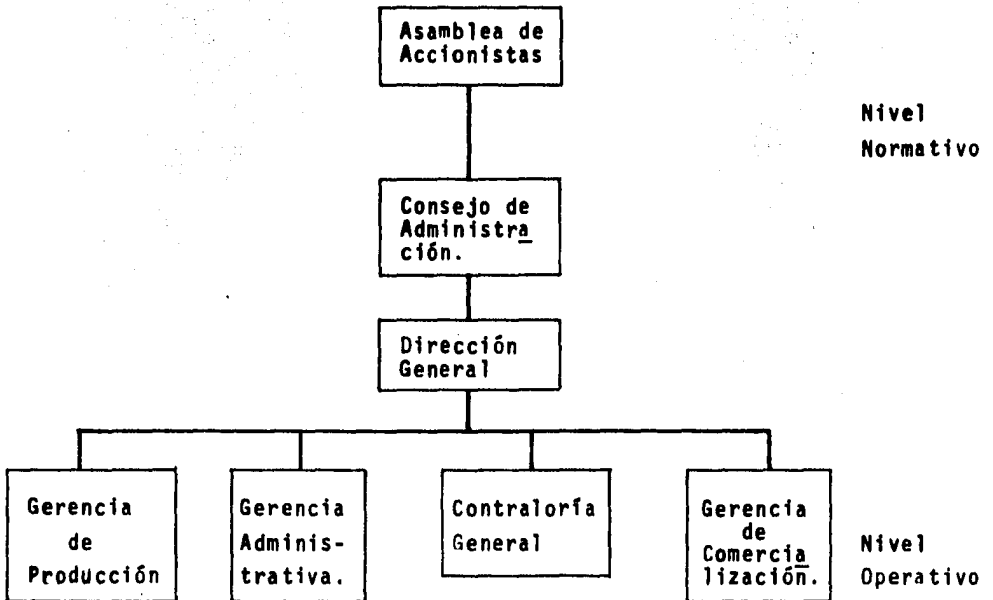 Asamblea de
Accionistas
Nivel
Normativo
Consejo de
Administra
ción.
Dirección
General
Gerencia
de
Producción
Gerencia
Adminis-
trativa.
Contraloría
General
Gerencia
de
Comercia
lización.
Nivel
Operativo